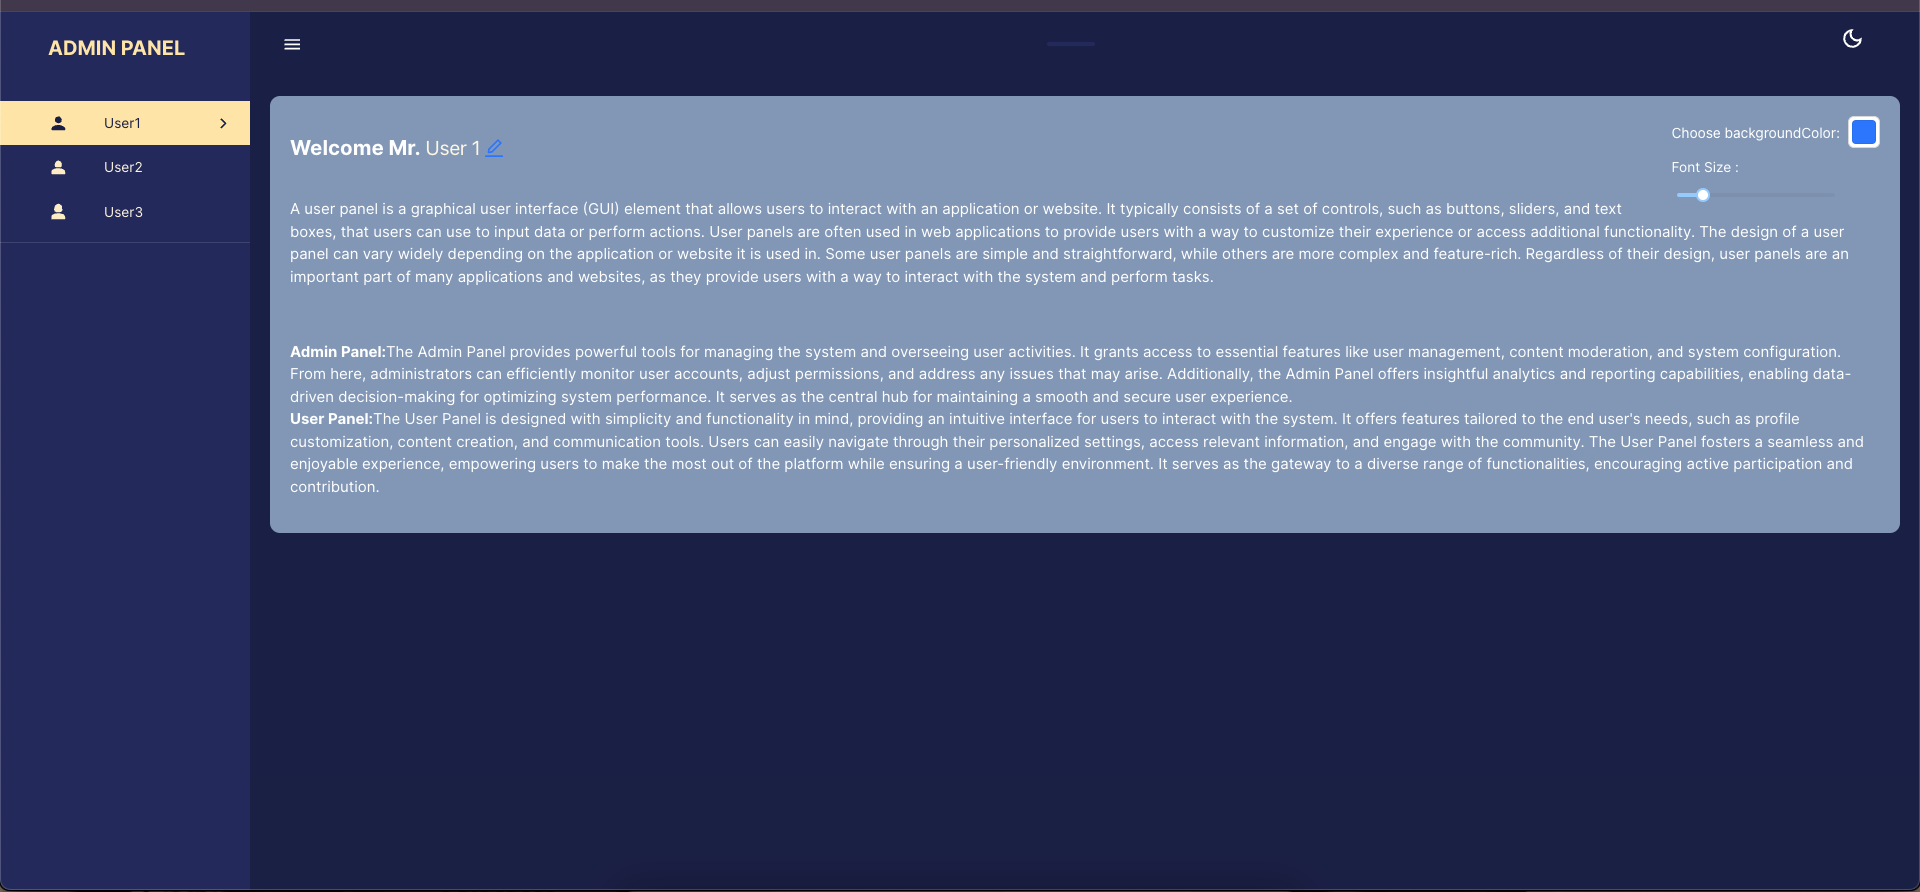 ADMIN PANEL
User1
User2
User3
Welcome Mr. User 1
Choose backgroundColor:
Font Size :
A user panel is a graphical user interface (GUI) element that allows users to interact with an application or website. It typically consists of a set of controls, such as buttons, sliders, and text
boxes, that users can use to input data or perform actions. User panels are often used in web applications to provide users with a way to customize their experience or access additional functionality. The design of a user
panel can vary widely depending on the application or website it is used in. Some user panels are simple and straightforward, while others are more complex and feature-rich. Regardless of their design, user panels are an
important part of many applications and websites, as they provide users with a way to interact with the system and perform tasks.
Admin Panel:The Admin Panel provides powerful tools for managing the system and overseeing user activities. It grants access to essential features like user management, content moderation, and system configuration.
From here, administrators can efficiently monitor user accounts, adjust permissions, and address any issues that may arise. Additionally, the Admin Panel offers insightful analytics and reporting capabilities, enabling data-
driven decision-making for optimizing system performance. It serves as the central hub for maintaining a smooth and secure user experience.
User Panel:The User Panel is designed with simplicity and functionality in mind, providing an intuitive interface for users to interact with the system. It offers features tailored to the end user's needs, such as profile
customization, content creation, and communication tools. Users can easily navigate through their personalized settings, access relevant information, and engage with the community. The User Panel fosters a seamless and
enjoyable experience, empowering users to make the most out of the platform while ensuring a user-friendly environment. It serves as the gateway to a diverse range of functionalities, encouraging active participation and
contribution.